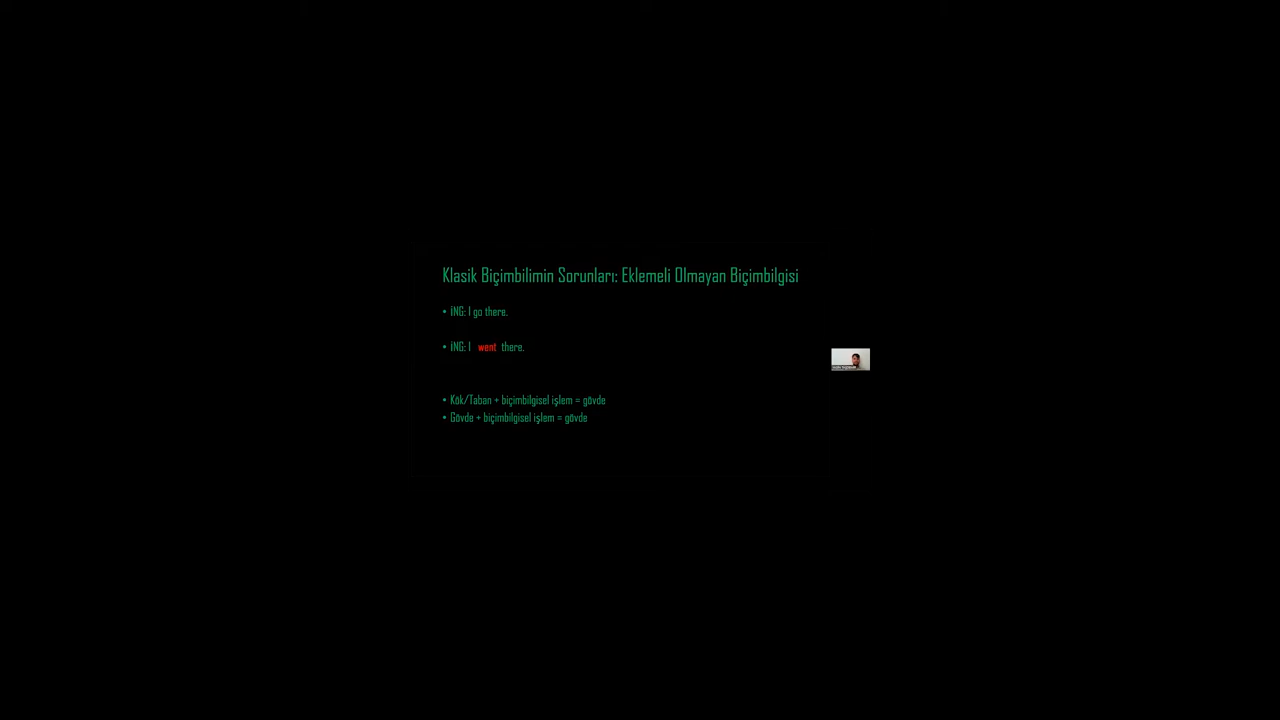 Klasik Biçimbilimin Sorunları: Eklemeli Olmayan Biçimbilgisi
• İNG: I go there.
• İNG: I went there.
• Kök/Taban + biçimbilgisel işlem = gövde
• Gövde + biçimbilgisel işlem = gövde